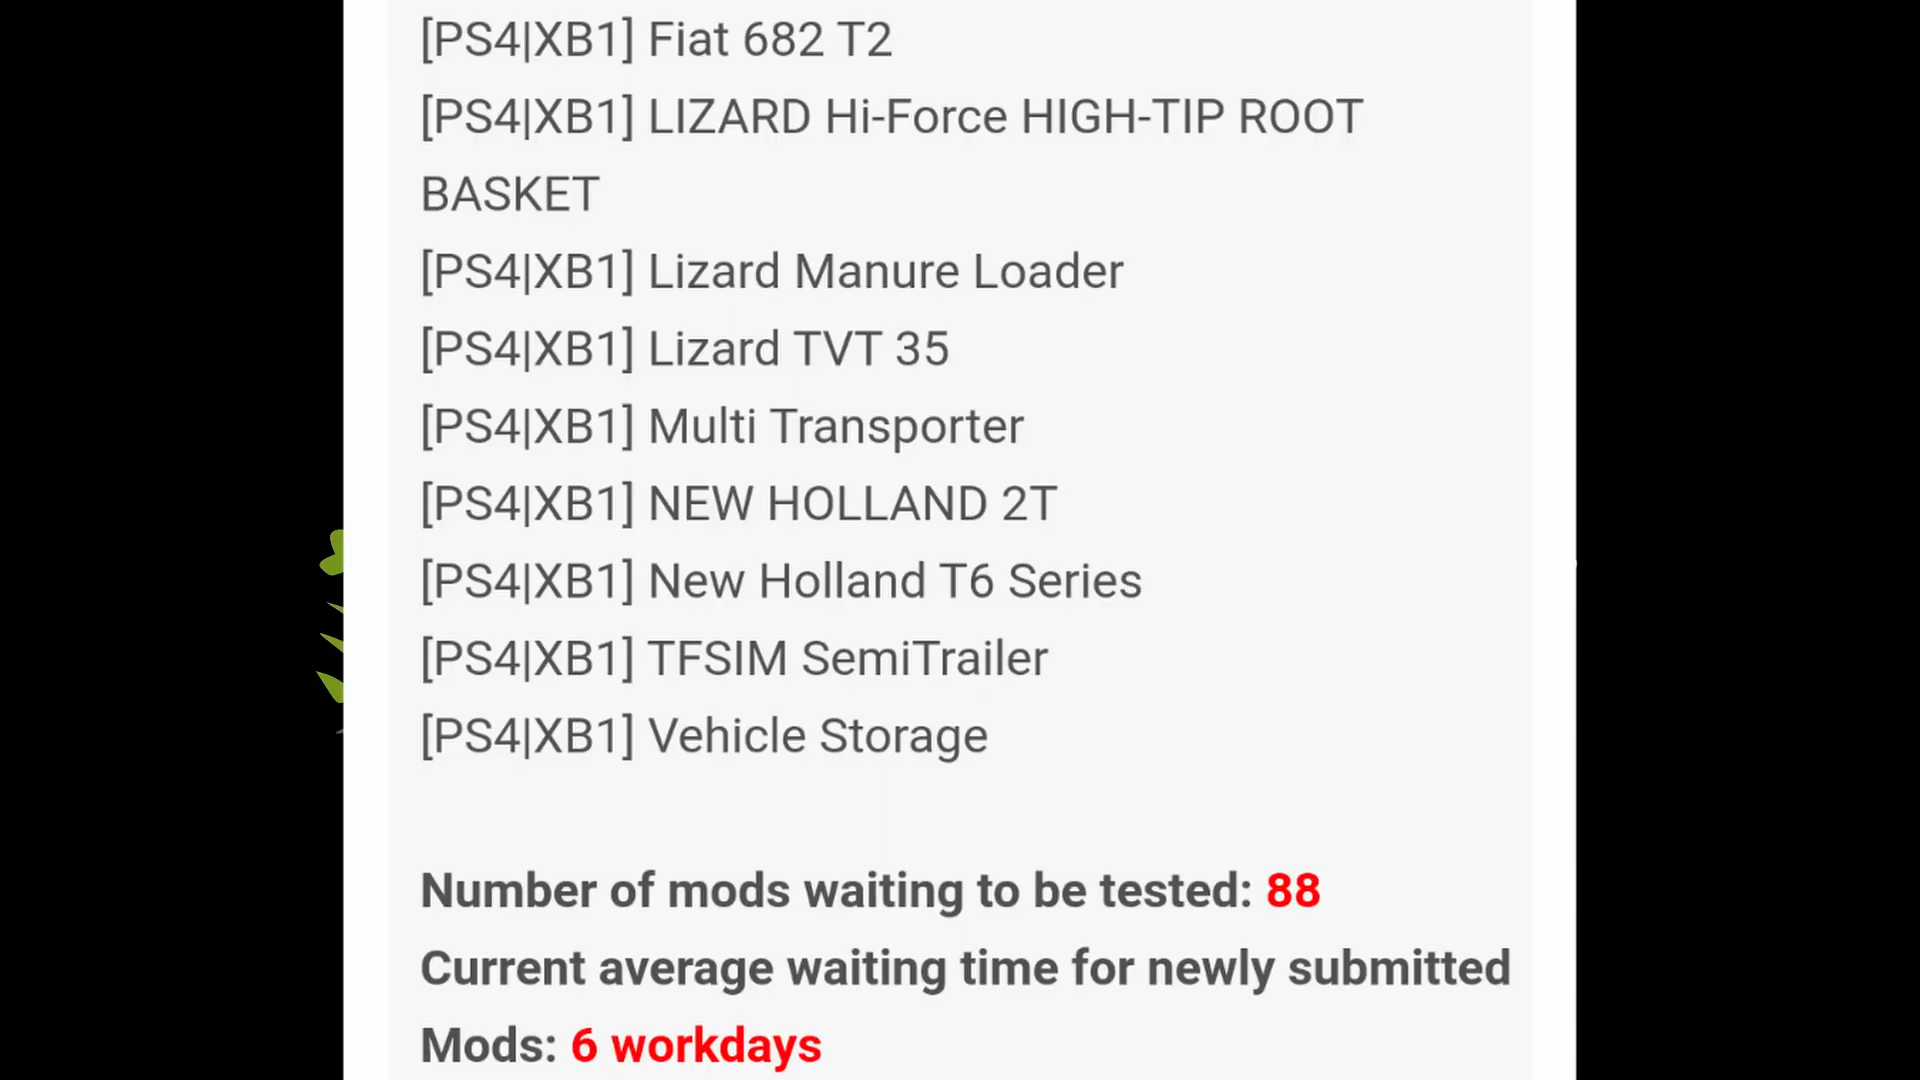 [PS4|XB1] Fiat 682 T2
[PS4|XB1] LIZARD Hi-Force HIGH-TIP ROOT
BASKET
[PS4|XB1] Lizard Manure Loader
[PS4|XB1] Lizard TVT 35
[PS4|XB1] Multi Transporter
[PS4|XB1] NEW HOLLAND 2T
[PS4|XB1] New Holland T6 Series
[PS4|XB1] TFSIM SemiTrailer
[PS4|XB1] Vehicle Storage
Number of mods waiting to be tested: 88
Current average waiting time for newly submitted
Mods: 6 workdays